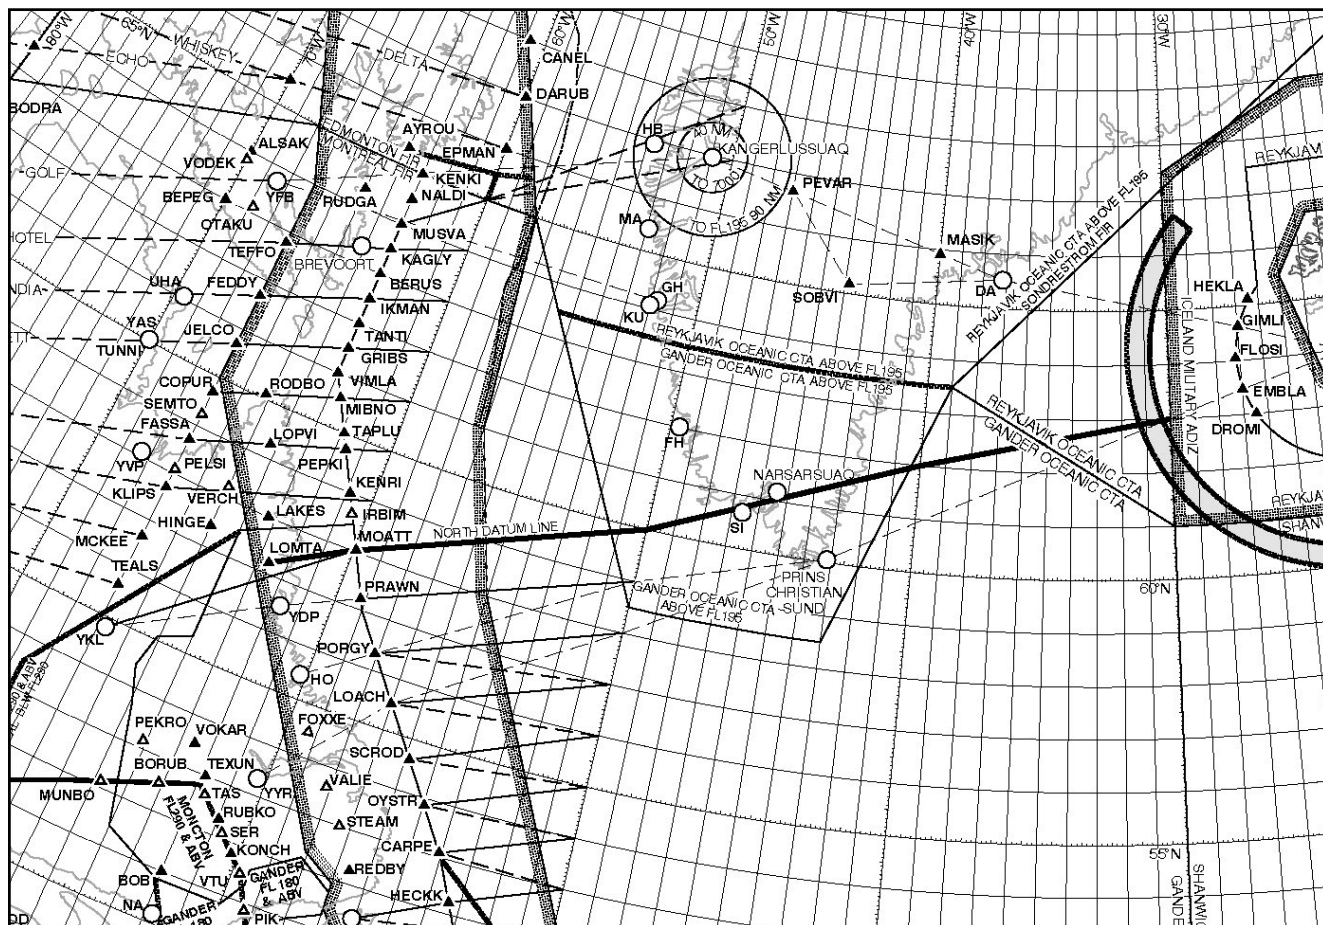 80°W
65°N
WHISKEY
ECHO
70°W
DELTA
60°W
CANEL
50°W
40°W
30°W
BODRA
DARUB
EDMONTON FIR
MONTREAL FIR
AYROU
EPMAN
HB
40 NM
KANGERLUSSUAQ
TO 7000
TO FL195 90 NM
PEVAR
ALSAK
VODEK
GOLF
YFB
BEPEG
OTAKU
RUDGA
KENKI
NALDI
MUSVA
MA
MASIK
REYKJAVIK OCEANIC CTA ABOVE FL195
SONDRESTROM FIR
HOTEL
TEFFO
BREVOORT
KAGLY
BERUS
UHA
FEDDY
IKMAN
GH
KU
SOBVI
DA
HEKLA
GIMLI
FLOSI
EMBLA
DROMI
ICELAND MILITARY ADIZ
YAS
TUNNI
JELCO
TANTI
GRIBS
REYKJAVIK OCEANIC CTA ABOVE FL195
GANDER OCEANIC CTA ABOVE FL195
COPUR
SEMTO
FASSA
RODBO
VIMLA
MIBNO
TAPLU
REYKJAVIK OCEANIC CTA
GANDER OCEANIC CTA
YVP
PELSI
LOPVI
PEPKI
FH
KLIPS
VERCH
KENRI
NARSARSUAQ
SI
HINGE
LAKES
IRBIM
MCKEE
LOMTA
MOATT
NORTH DATUM LINE
TEALS
PRAWN
PRINS
CHRISTIAN
SUND
GANDER OCEANIC CTA
ABOVE FL195
60°N
YKL
YDP
PORGY
HO
LOACH
PEKRO
VOKAR
FOXXE
SCROD
BORUB
TEXUN
MUNBO
TAS
YYR
VALIE
OYSTR
MONCTON
FL290 & ABV
RUBKO
SER
STEAM
KONCH
CARPE
55°N
BOB
VTU
GANDER
FL 180
& ABV
REDBY
HECKK
NA
GANDER
PIK